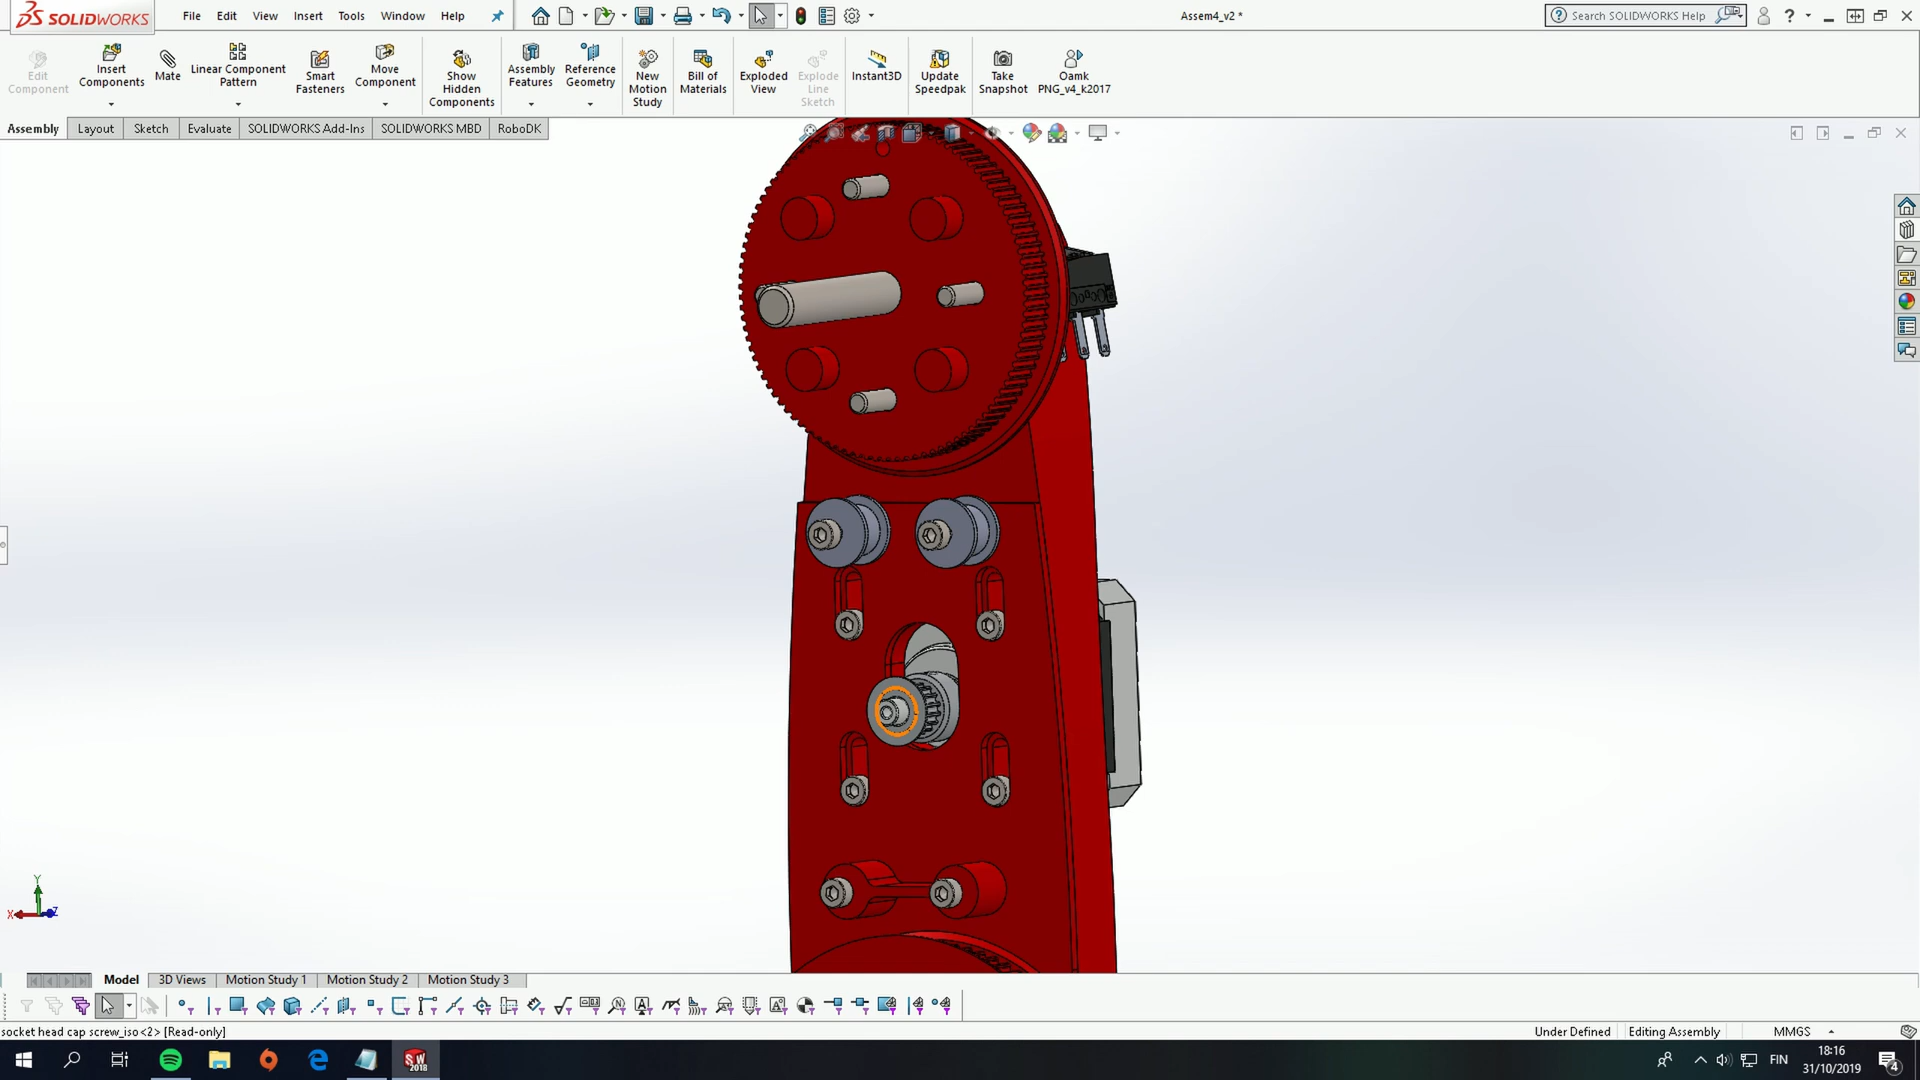 SOLIDWORKS File Edit View Insert Tools Window Help Assem4_v2 * Search SOLIDWORKS Help ?
Edit Component
Insert Components
Mate
Linear Component Pattern
Smart Fasteners
Move Component
Show Hidden Components
Assembly Features
Reference Geometry
New Motion Study
Bill of Materials
Exploded View
Explode Line Sketch
Instant3D
Update Speedpak
Take Snapshot
Oamk PNG_v4_k2017
Assembly Layout Sketch Evaluate SOLIDWORKS Add-Ins SOLIDWORKS MBD RoboDK
Y
X Z
Model 3D Views Motion Study 1 Motion Study 2 Motion Study 3
socket head cap screw_iso<2> [Read-only] Under Defined Editing Assembly MMGS
SW 2018
FIN
18:16
31/10/2019
4